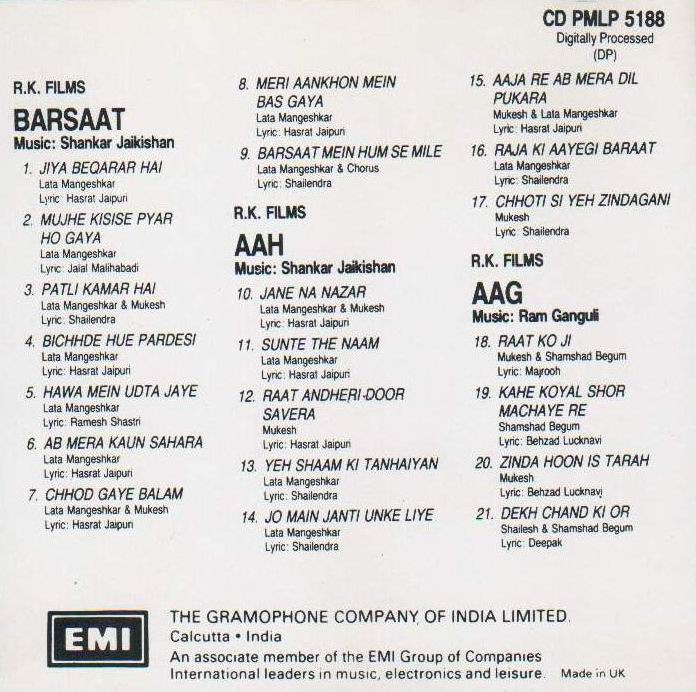 CD PMLP 5188
Digitally Processed
(DP)
R.K. FILMS
BARSAAT
Music: Shankar Jaikishan
1. JIYA BEQARAR HAI
Lata Mangeshkar
Lyric: Hasrat Jaipuri
2. MUJHE KISISE PYAR
HO GAYA
Lata Mangeshkar
Lyric: Jalal Malihabadi
3. PATLI KAMAR HAI
Lata Mangeshkar & Mukesh
Lyric: Shailendra
4. BICHHDE HUE PARDESI
Lata Mangeshkar
Lyric: Hasrat Jaipuri
5. HAWA MEIN UDTA JAYE
Lata Mangeshkar
Lyric: Ramesh Shastri
6. AB MERA KAUN SAHARA
Lata Mangeshkar
Lyric: Hasrat Jaipuri
7. CHHOD GAYE BALAM
Lata Mangeshkar & Mukesh
Lyric: Hasrat Jaipuri
8. MERI AANKHON MEIN
BAS GAYA
Lata Mangeshkar
Lyric: Hasrat Jaipuri
9. BARSAAT MEIN HUM SE MILE
Lata Mangeshkar & Chorus
Lyric: Shailendra
R.K. FILMS
AAH
Music: Shankar Jaikishan
10. JANE NA NAZAR
Lata Mangeshkar & Mukesh
Lyric: Hasrat Jaipuri
11. SUNTE THE NAAM
Lata Mangeshkar
Lyric: Hasrat Jaipuri
12. RAAT ANDHERI DOOR
SAVERA
Mukesh
Lyric: Hasrat Jaipuri
13. YEH SHAAM KI TANHAIYAN
Lata Mangeshkar
Lyric: Shailendra
14. JO MAIN JANTI UNKE LIYE
Lata Mangeshkar
Lyric: Shailendra
15. AAJA RE AB MERA DIL
PUKARA
Mukesh & Lata Mangeshkar
Lyric: Hasrat Jaipuri
16. RAJA KI AAYEGI BARAAT
Lata Mangeshkar
Lyric: Shailendra
17. CHHOTI SI YEH ZINDAGANI
Mukesh
Lyric: Shailendra
R.K. FILMS
AAG
Music: Ram Ganguli
18. RAAT KO JI
Mukesh & Shamshad Begum
Lyric: Majrooh
19. KAHE KOYAL SHOR
MACHAYE RE
Shamshad Begum
Lyric: Behzad Lucknavi
20. ZINDA HOON IS TARAH
Mukesh
Lyric: Behzad Lucknavi
21. DEKH CHAND KI OR
Shailesh & Shamshad Begum
Lyric: Deepak
EMI
THE GRAMOPHONE COMPANY OF INDIA LIMITED.
Calcutta • India
An associate member of the EMI Group of Companies
International leaders in music, electronics and leisure. Made in UK